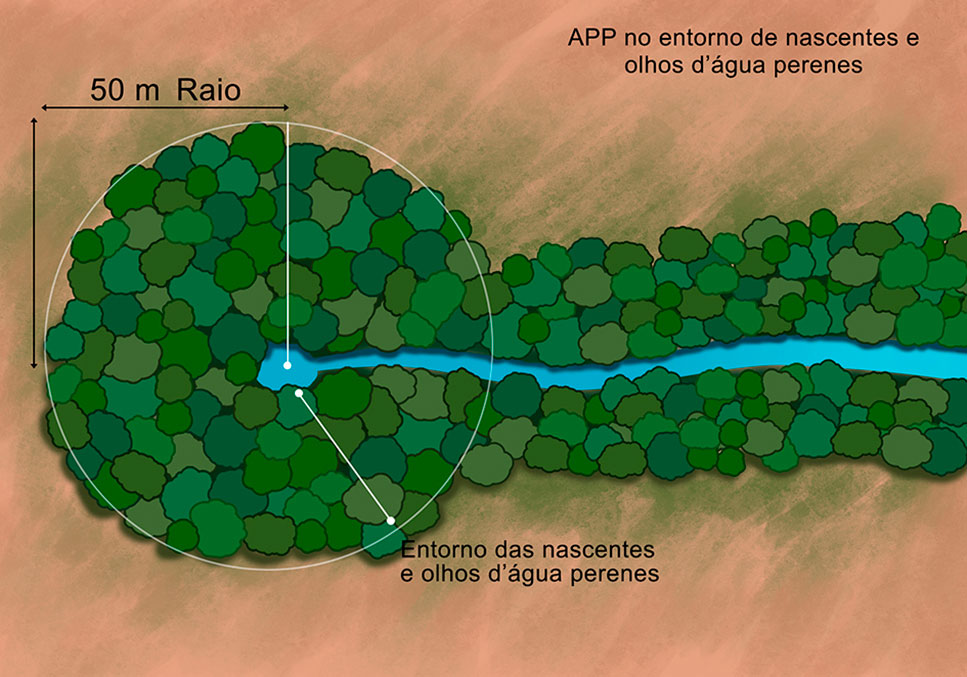 APP no entorno de nascentes e
olhos d’água perenes
50 m Raio
Entorno das nascentes
e olhos d’água perenes